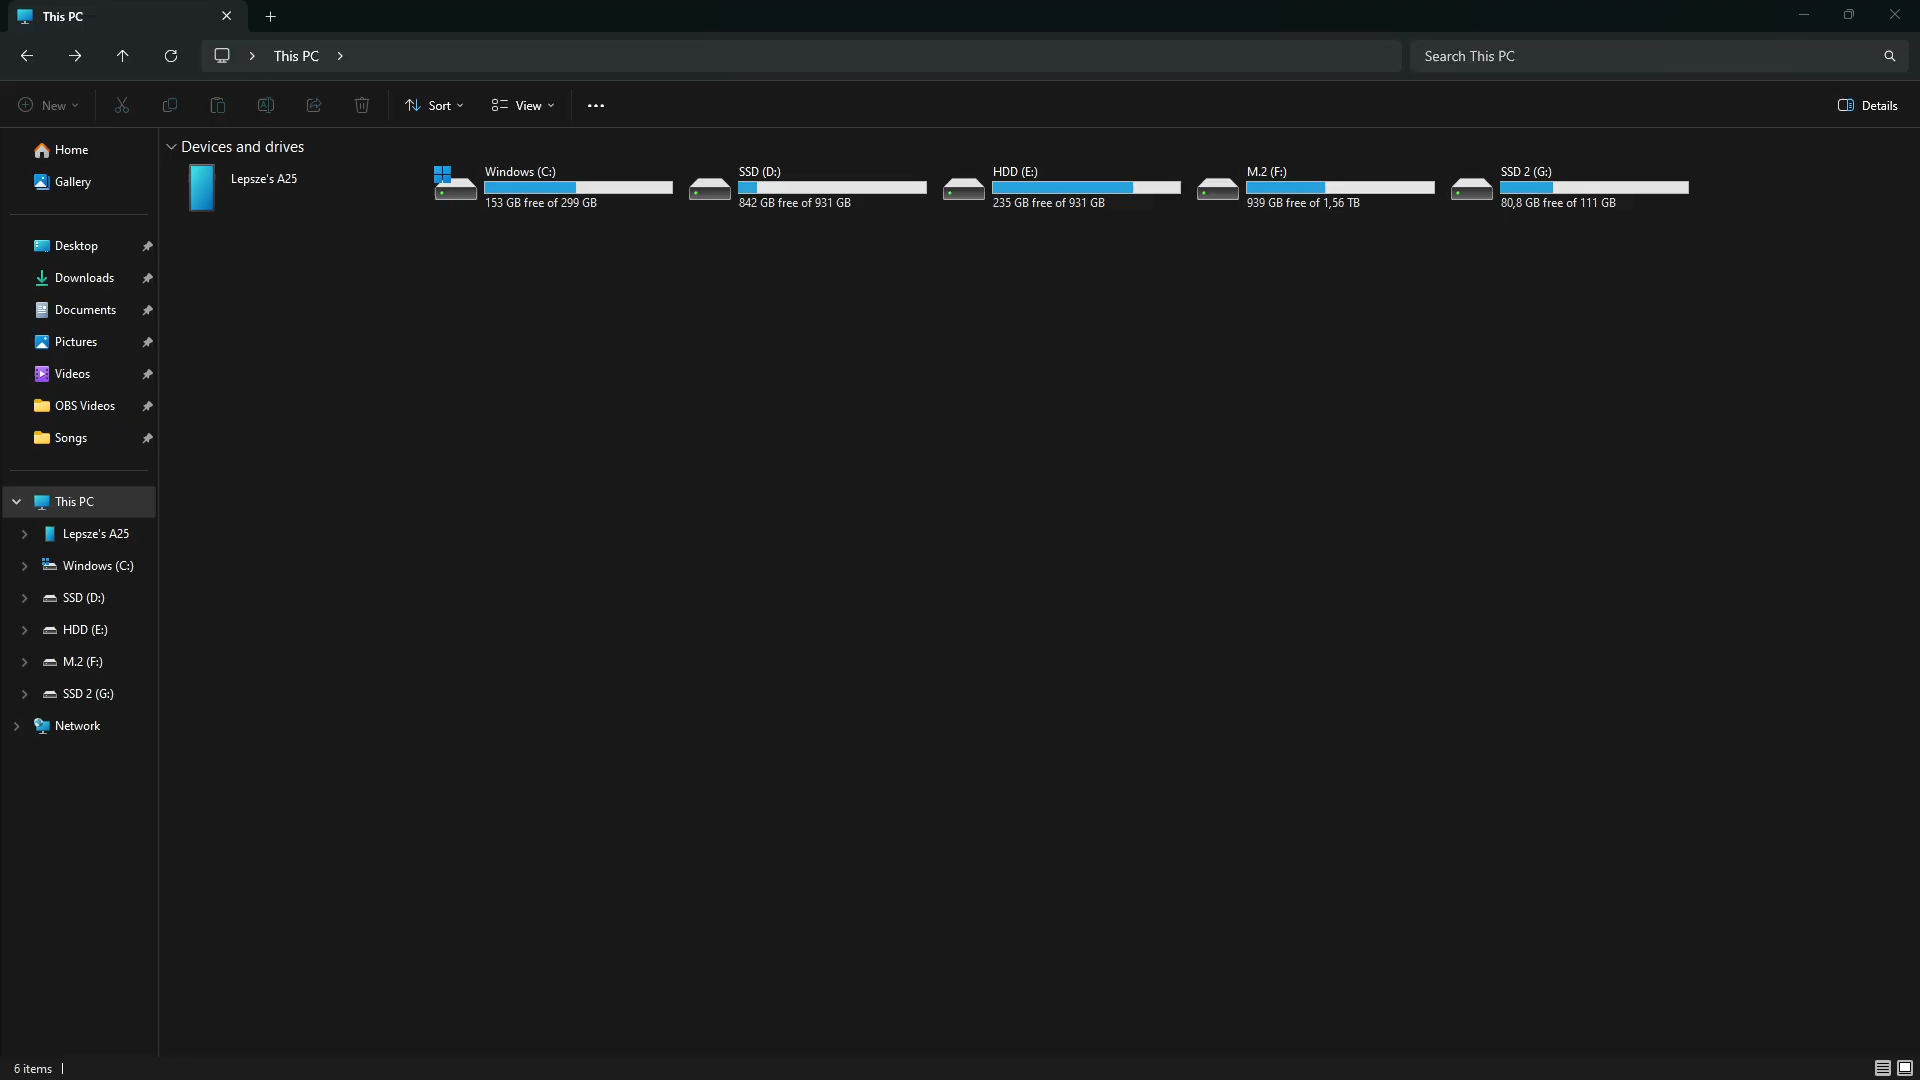 This PC
This PC
Search This PC
New
Sort
View
Details
Home
Gallery
Desktop
Downloads
Documents
Pictures
Videos
OBS Videos
Songs
This PC
Lepsze's A25
Windows (C:)
SSD (D:)
HDD (E:)
M.2 (F:)
SSD 2 (G:)
Network
Devices and drives
Lepsze's A25
Windows (C:)
153 GB free of 299 GB
SSD (D:)
842 GB free of 931 GB
HDD (E:)
235 GB free of 931 GB
M.2 (F:)
939 GB free of 1,56 TB
SSD 2 (G:)
80,8 GB free of 111 GB
6 items